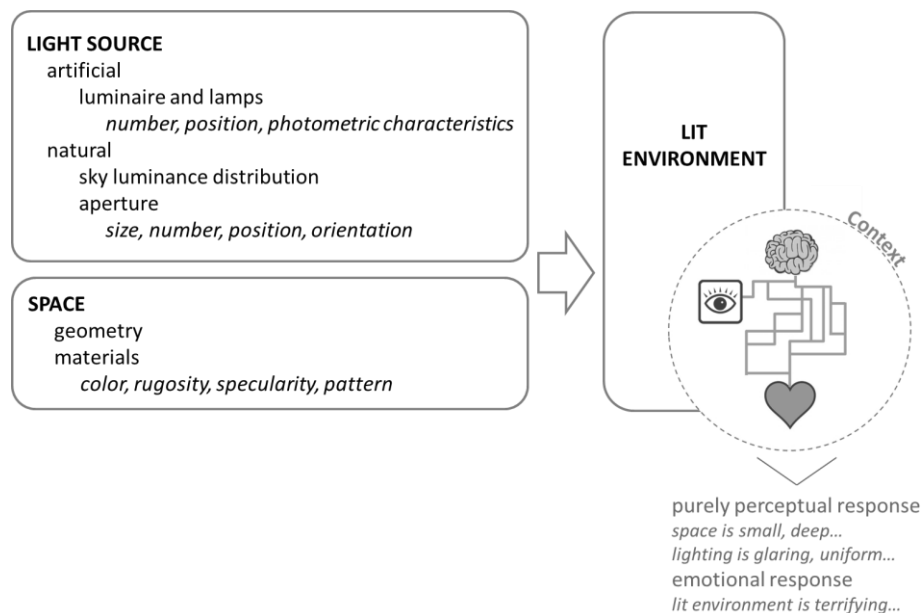 LIGHT SOURCE
artificial
luminaire and lamps
number, position, photometric characteristics
natural
sky luminance distribution
aperture
size, number, position, orientation
SPACE
geometry
materials
color, rugosity, specularity, pattern
LIT
ENVIRONMENT
Context
purely perceptual response
space is small, deep…
lighting is glaring, uniform…
emotional response
lit environment is terrifying…